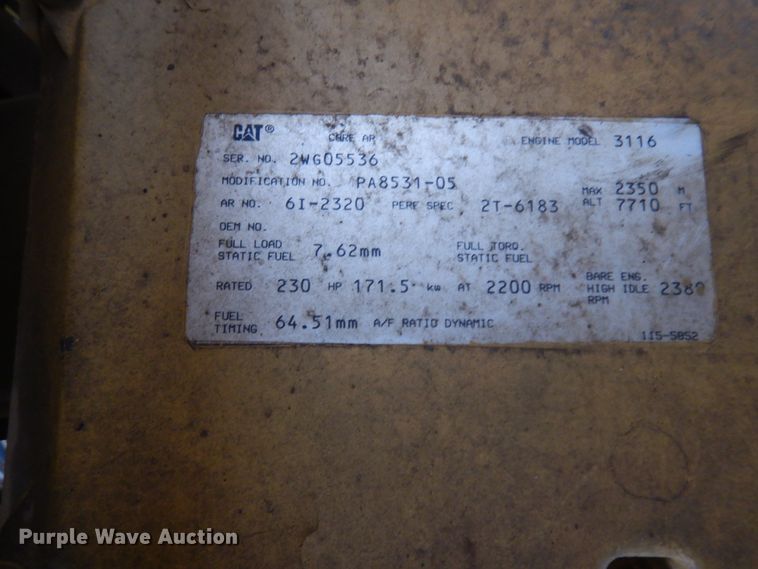 CAT® CORE AR ENGINE MODEL 3116
SER. NO. 2WG05536
MODIFICATION NO. PA8531-05 MAX 2350 M
AR NO. 6I-2320 PERF SPEC 2T-6183 ALT 7710 FT
OEM NO.
FULL LOAD FULL TORQ.
STATIC FUEL 7.62mm STATIC FUEL
BARE ENG.
RATED 230 HP 171.5 kw AT 2200 RPM HIGH IDLE
RPM
FUEL
TIMING 64.51mm A/F RATIO DYNAMIC
115-5852
Purple Wave Auction®